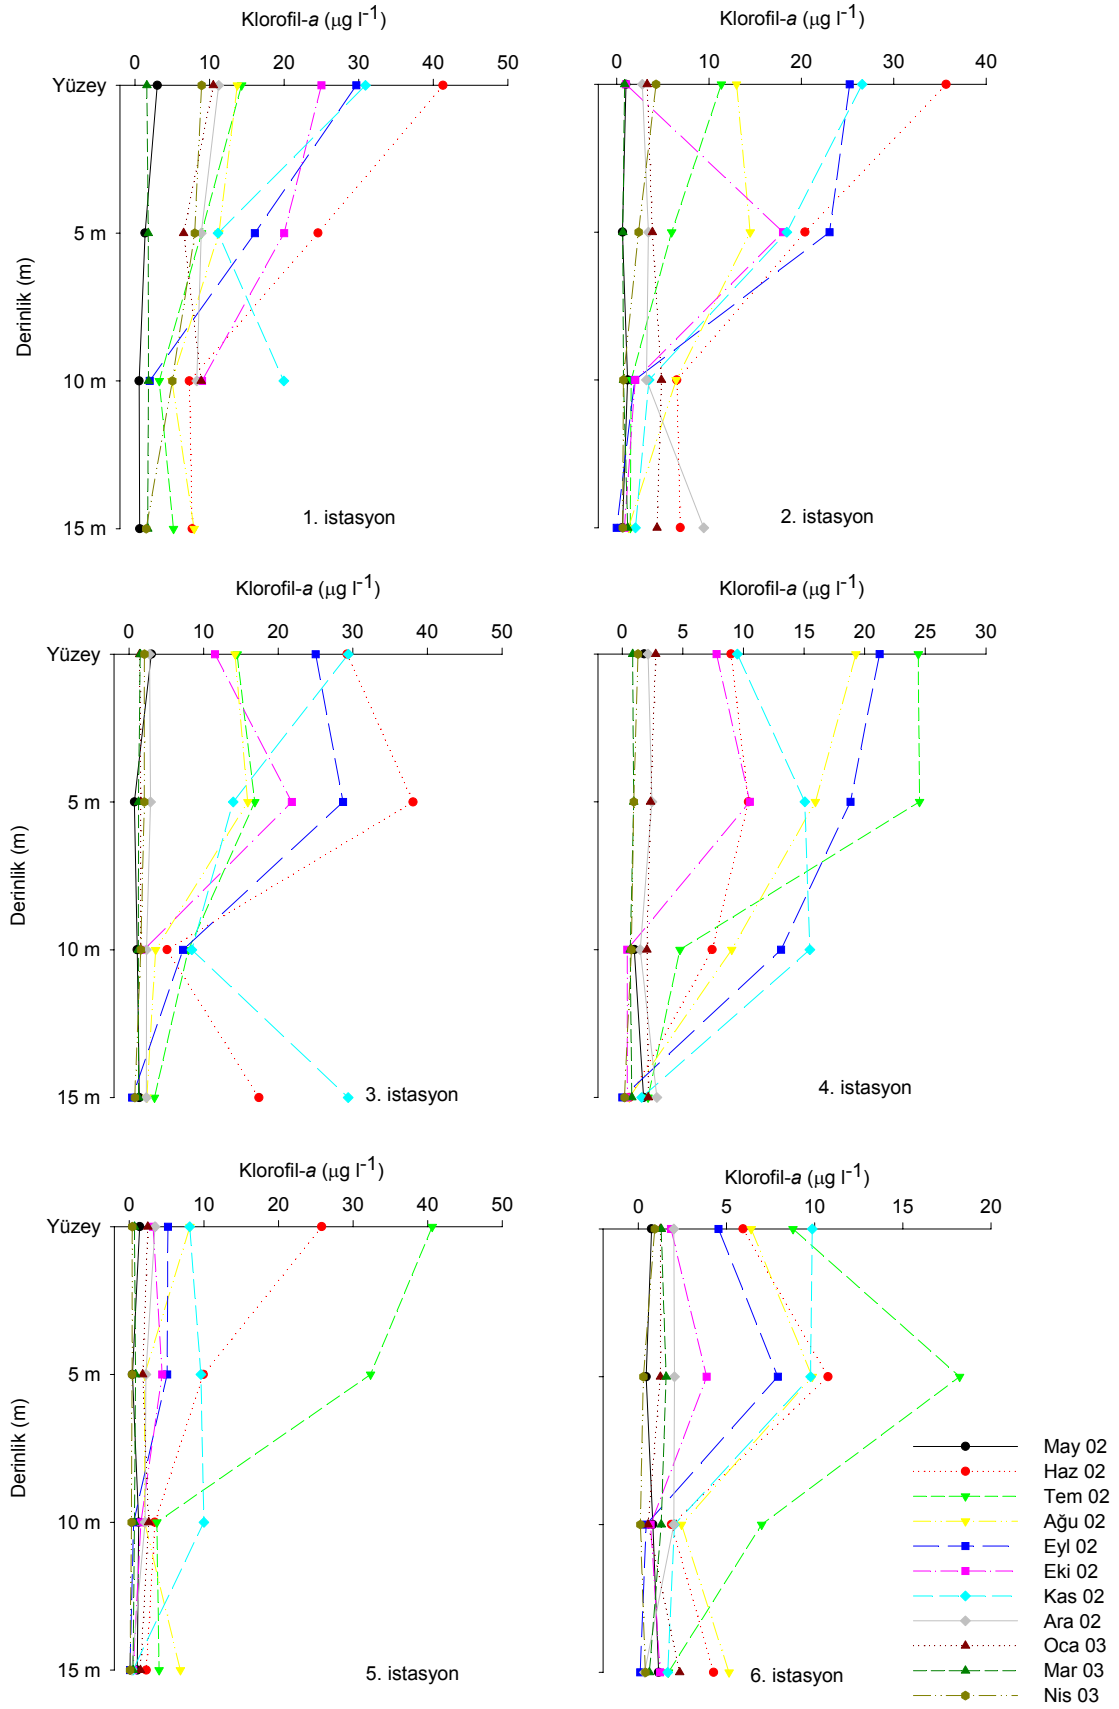 Klorofil-a (μg l-1)
0 10 20 30 40 50
Yüzey
5 m
10 m
15 m
Derinlik (m)
1. istasyon
Klorofil-a (μg l-1)
0 10 20 30 40
2. istasyon
Klorofil-a (μg l-1)
0 10 20 30 40 50
Yüzey
5 m
10 m
15 m
Derinlik (m)
3. istasyon
Klorofil-a (μg l-1)
0 5 10 15 20 25 30
4. istasyon
Klorofil-a (μg l-1)
0 10 20 30 40 50
Yüzey
5 m
10 m
15 m
Derinlik (m)
5. istasyon
Klorofil-a (μg l-1)
0 5 10 15 20
6. istasyon
May 02
Haz 02
Tem 02
Ağu 02
Eyl 02
Eki 02
Kas 02
Ara 02
Oca 03
Mar 03
Nis 03